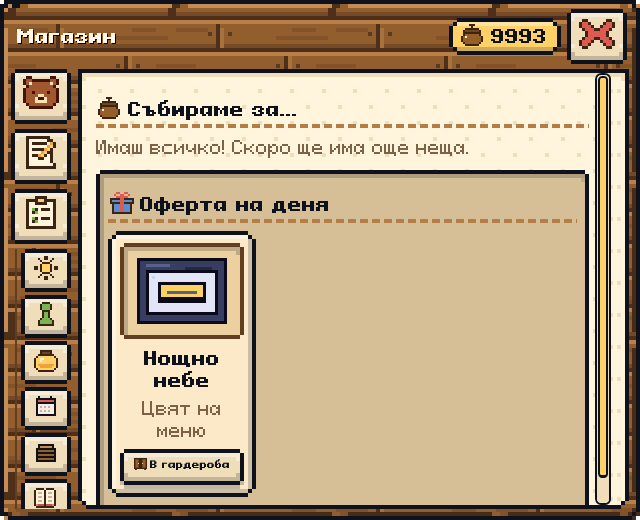 Магазин
9993
Събираме за...
Имаш всичко! Скоро ще има още неща.
Оферта на деня
Нощно
небе
Цвят на
меню
В гардероба